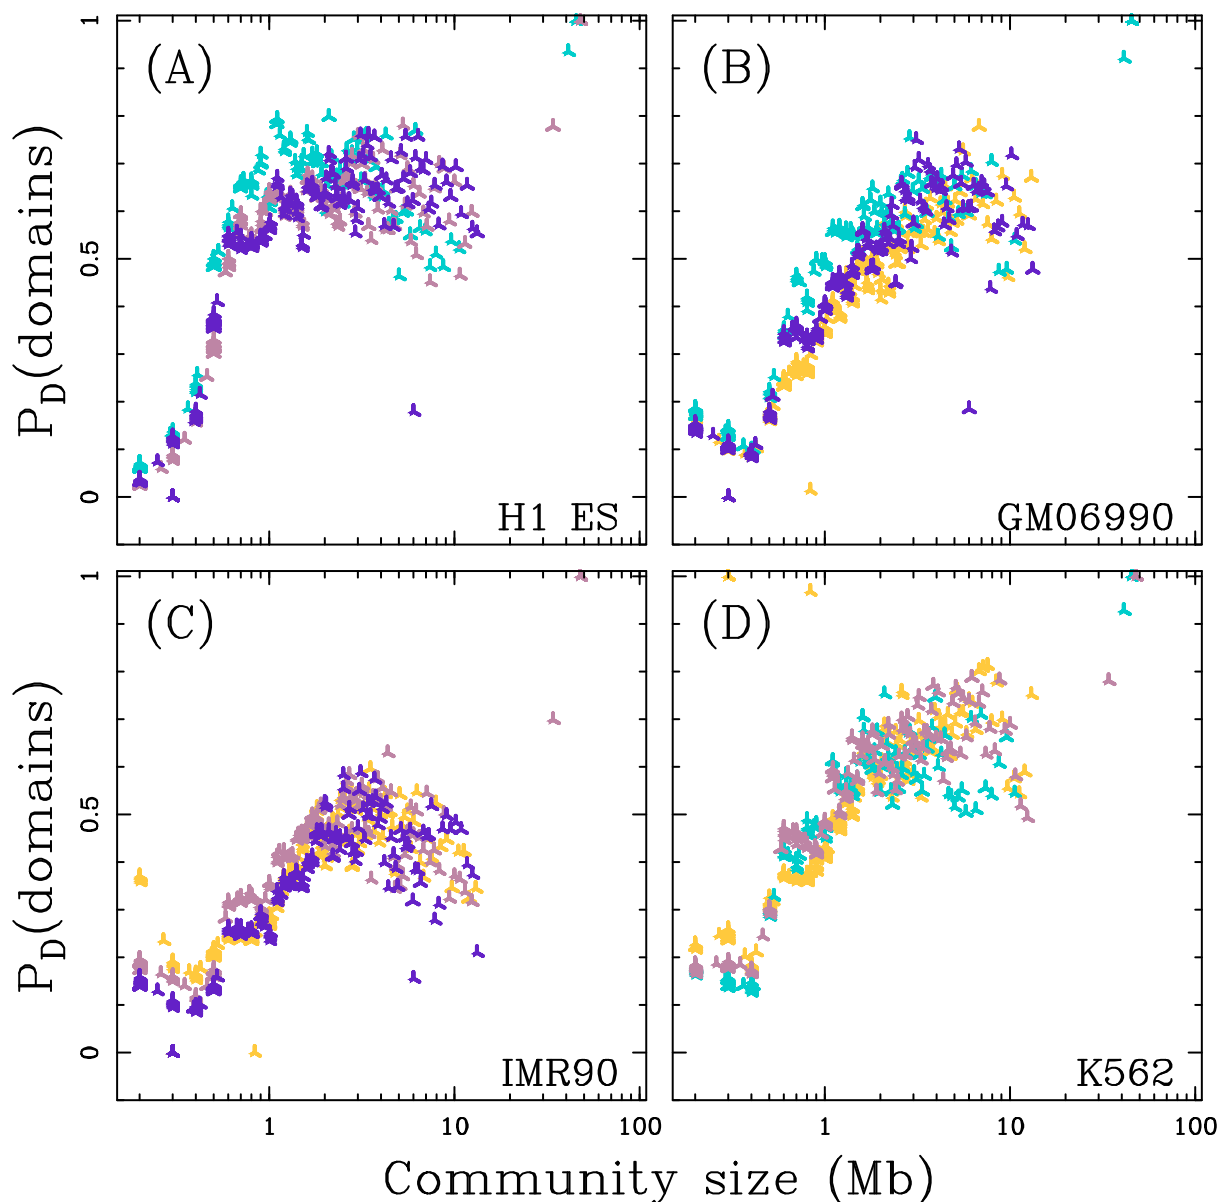 (A)
(B)
1
0.5
0
P_D(domains)
H1 ES
GM06990
(C)
(D)
1
0.5
0
P_D(domains)
IMR90
K562
1 10 100 1 10 100
Community size (Mb)